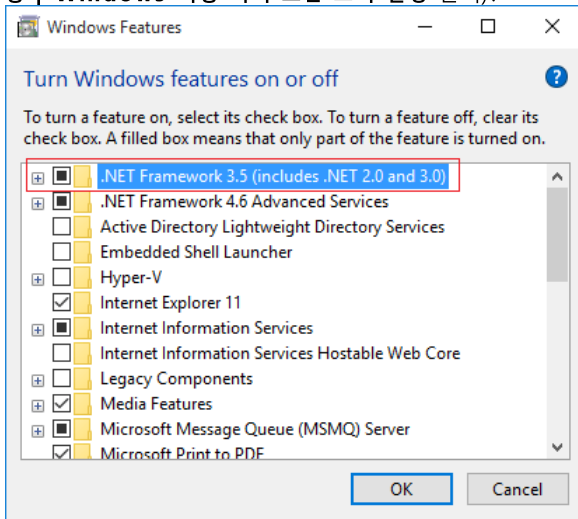 Windows Features
Turn Windows features on or off
To turn a feature on, select its check box. To turn a feature off, clear its
check box. A filled box means that only part of the feature is turned on.
.NET Framework 3.5 (includes .NET 2.0 and 3.0)
.NET Framework 4.6 Advanced Services
Active Directory Lightweight Directory Services
Embedded Shell Launcher
Hyper-V
Internet Explorer 11
Internet Information Services
Internet Information Services Hostable Web Core
Legacy Components
Media Features
Microsoft Message Queue (MSMQ) Server
Microsoft Print to PDF
OK Cancel